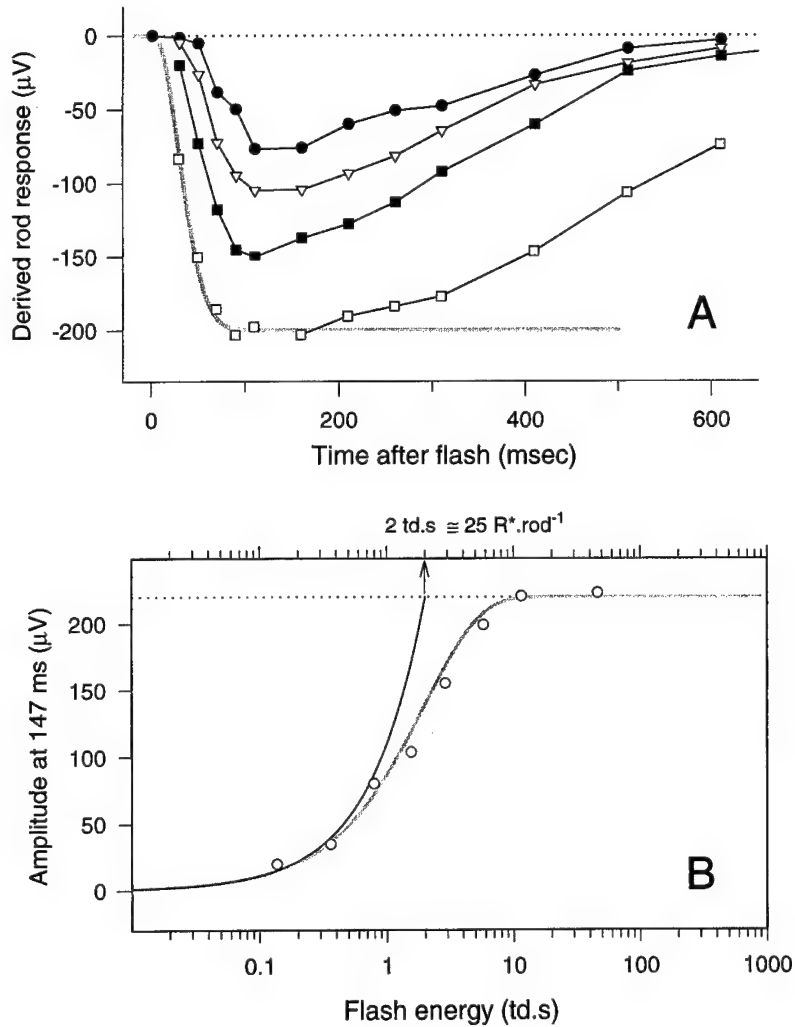 0
-50
-100
-150
-200
Derived rod response (μV)
A
0
200
400
600
Time after flash (msec)
2 td.s ≅ 25 R*.rod⁻¹
200
150
100
50
0
Amplitude at 147 ms (μV)
B
0.1
1
10
100
1000
Flash energy (td.s)